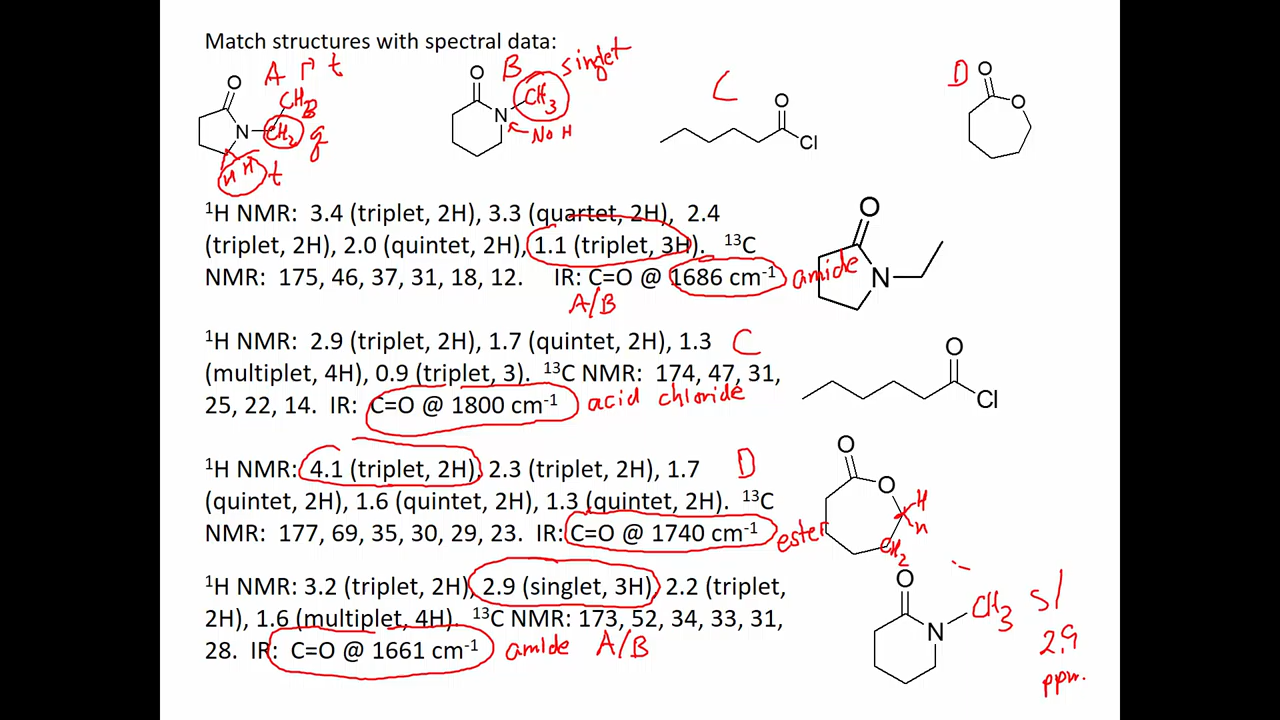 Match structures with spectral data:
A t
B singlet
C
D
O
O
O
O
CH3
CH3
O
N
CH2 q
N
No H
Cl
H H t
¹H NMR: 3.4 (triplet, 2H), 3.3 (quartet, 2H), 2.4
(triplet, 2H), 2.0 (quintet, 2H), 1.1 (triplet, 3H). ¹³C
NMR: 175, 46, 37, 31, 18, 12. IR: C=O @ 1686 cm⁻¹ amide
A/B
O
N
¹H NMR: 2.9 (triplet, 2H), 1.7 (quintet, 2H), 1.3 C
(multiplet, 4H), 0.9 (triplet, 3). ¹³C NMR: 174, 47, 31,
25, 22, 14. IR: C=O @ 1800 cm⁻¹ acid chloride
O
Cl
¹H NMR: 4.1 (triplet, 2H), 2.3 (triplet, 2H), 1.7 D
(quintet, 2H), 1.6 (quintet, 2H), 1.3 (quintet, 2H). ¹³C
NMR: 177, 69, 35, 30, 29, 23. IR: C=O @ 1740 cm⁻¹ ester
O
O
H
H
CH2
¹H NMR: 3.2 (triplet, 2H), 2.9 (singlet, 3H), 2.2 (triplet,
2H), 1.6 (multiplet, 4H). ¹³C NMR: 173, 52, 34, 33, 31,
28. IR: C=O @ 1661 cm⁻¹ amide A/B
O
N
CH3
2.9
ppm.